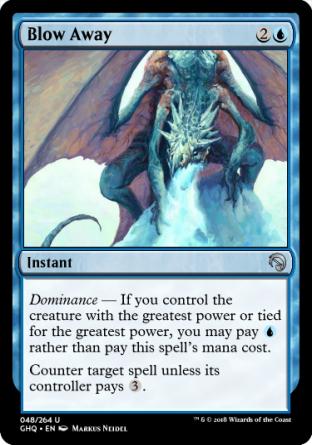 Blow Away 2
Instant
Dominance — If you control the
creature with the greatest power or tied
for the greatest power, you may pay
rather than pay this spell's mana cost.
Counter target spell unless its
controller pays 3.
048/264 U
GHQ • EN MARKUS NEIDEL
™ & © 2018 Wizards of the Coast